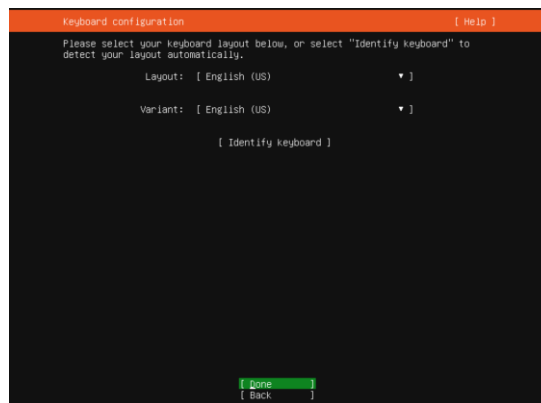 Keyboard configuration [ Help ]
Please select your keyboard layout below, or select "Identify keyboard" to
detect your layout automatically.
Layout: [ English (US) ▾ ]
Variant: [ English (US) ▾ ]
[ Identify keyboard ]
[ Done ]
[ Back ]